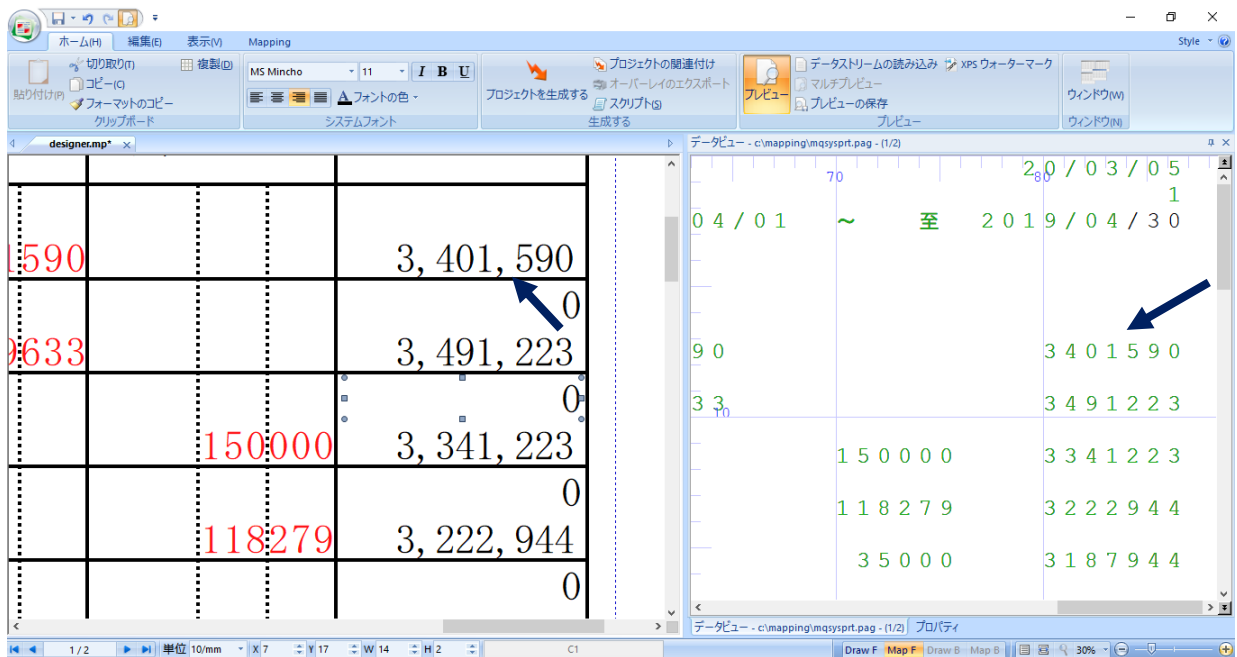 ホーム(H) 編集(E) 表示(V) Mapping Style
貼り付け(P) 切り取り(T) コピー(C) フォーマットのコピー 複製(D)
クリップボード
MS Mincho 11 I B U
A フォントの色
システムフォント
プロジェクトを生成する プロジェクトの関連付け オーバーレイのエクスポート スクリプト(S)
生成する
プレビュー データストリームの読み込み XPS ウォーターマーク
マルチプレビュー
プレビューの保存
プレビュー
ウィンドウ(W)
ウィンドウ(N)
designer.mp*
590 3,401,590
0
9633 3,491,223
0
150000 3,341,223
0
118279 3,222,944
0
データビュー - c:\mapping\mqsysprt.pag - (1/2)
70 80
20/03/05
1
04/01 ～ 至 2019/04/30
90 3401590
33 3491223
10
150000 3341223
118279 3222944
35000 3187944
データビュー - c:\mapping\mqsysprt.pag - (1/2) プロパティ
1/2 単位 10/mm X 7 Y 17 W 14 H 2 C1 Draw F Map F Draw B Map B 30%